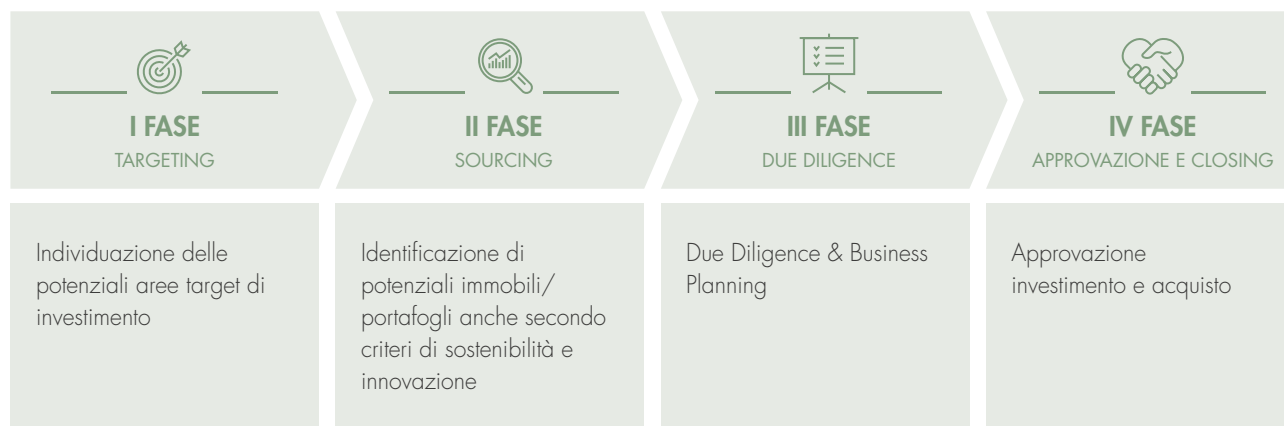 I FASE
TARGETING
Individuazione delle
potenziali aree target di
investimento
II FASE
SOURCING
Identificazione di
potenziali immobili/
portafogli anche secondo
criteri di sostenibilità e
innovazione
III FASE
DUE DILIGENCE
Due Diligence & Business
Planning
IV FASE
APPROVAZIONE E CLOSING
Approvazione
investimento e acquisto